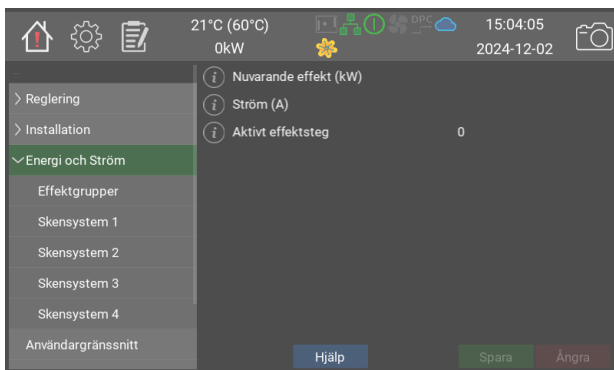 21°C (60°C)
0kW
DPC
15:04:05
2024-12-02
Nuvarande effekt (kW)
Reglering
Ström (A)
Installation
Aktivt effektsteg 0
Energi och Ström
Effektgrupper
Skensystem 1
Skensystem 2
Skensystem 3
Skensystem 4
Användargränssnitt
Hjälp
Spara
Ångra